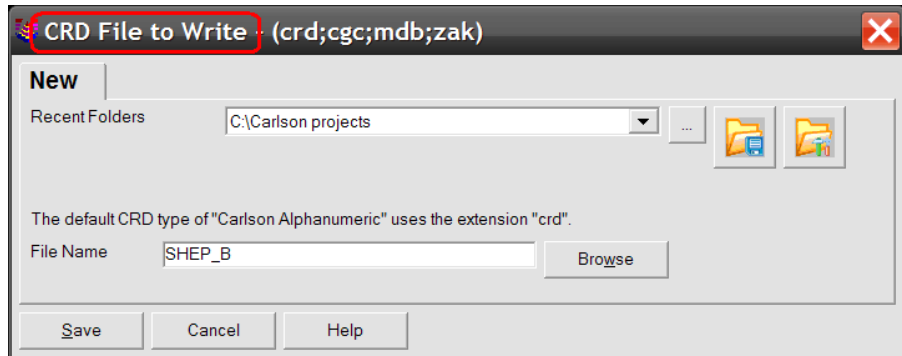 CRD File to Write - (crd;cgc;mdb;zak)
New
Recent Folders C:\Carlson projects ...
The default CRD type of "Carlson Alphanumeric" uses the extension "crd".
File Name SHEP_B Browse
Save Cancel Help